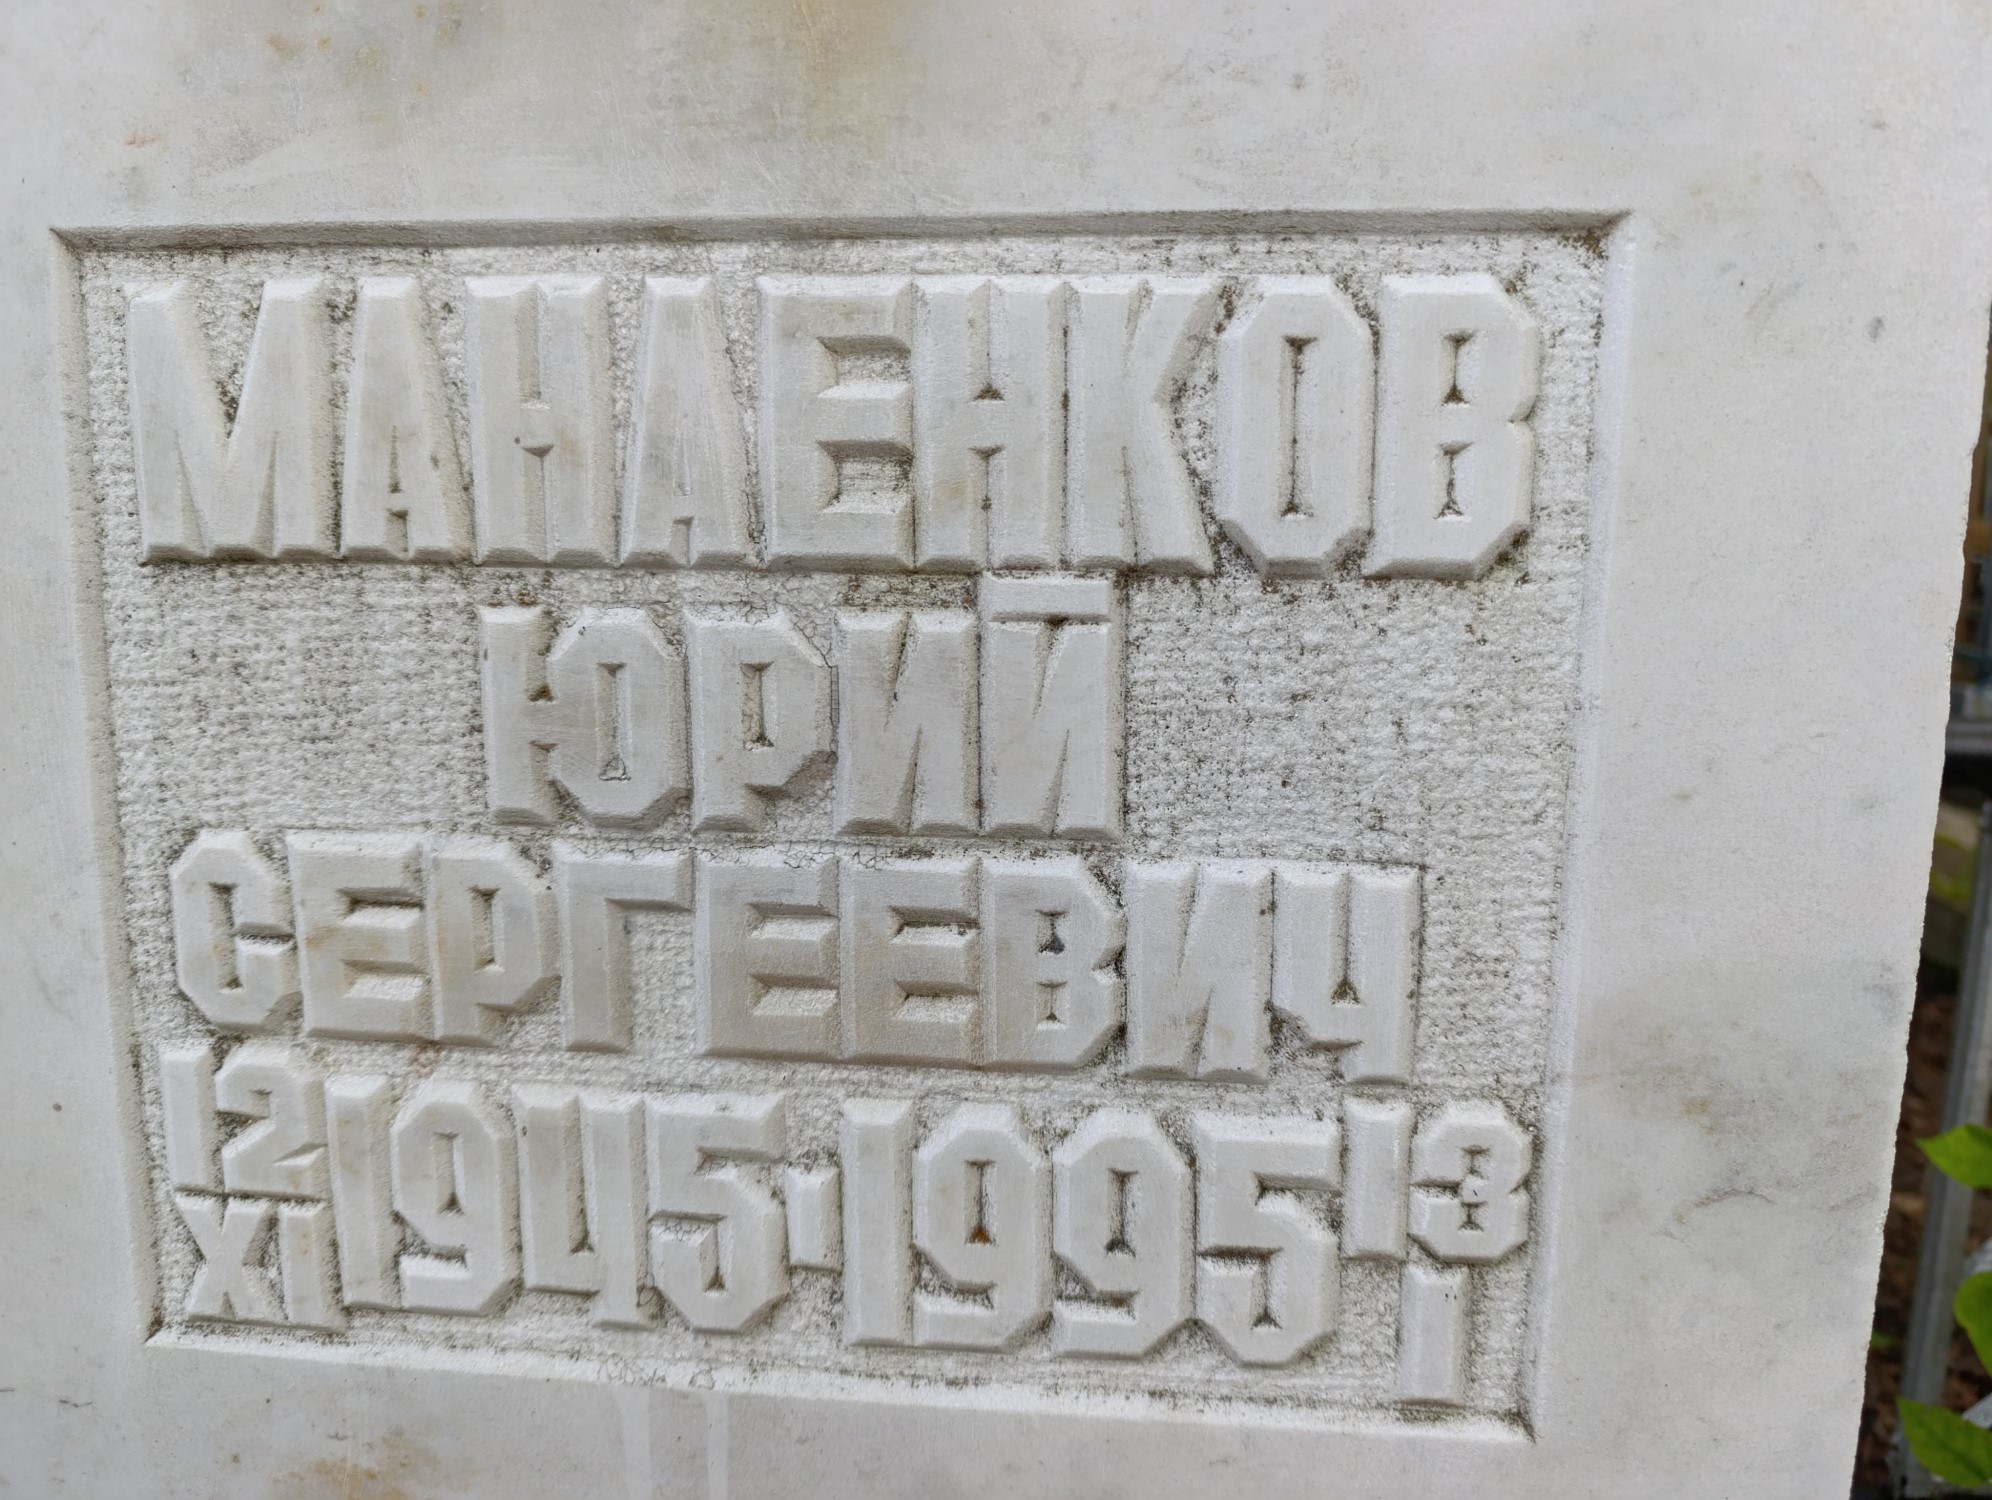 МАНАЕНКОВ
ЮРИЙ
СЕРГЕЕВИЧ
12 1945-1995 13
XI I